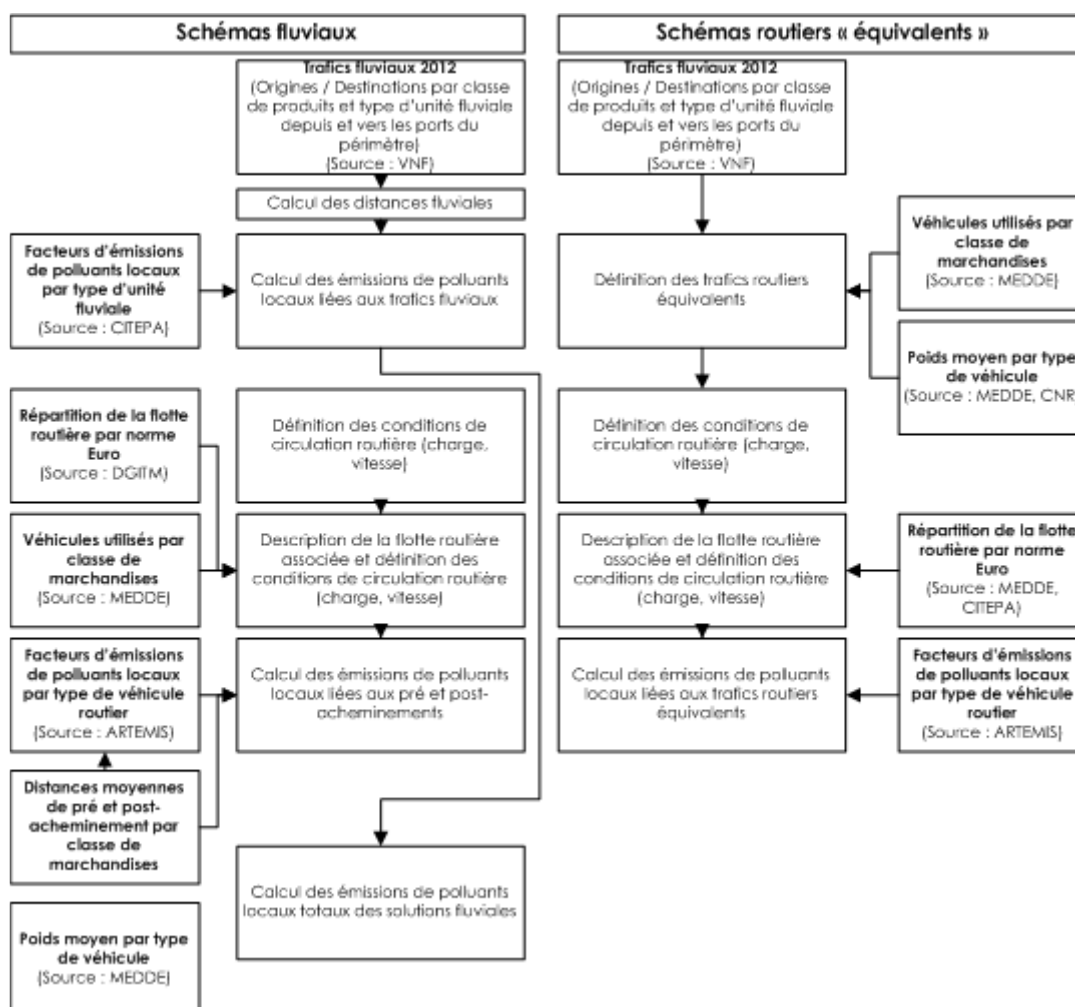 Schémas fluviaux
Schémas routiers « équivalents »
Trafics fluviaux 2012
(Origines / Destinations par classe
de produits et type d'unité fluviale
depuis et vers les ports du
périmètre)
(Source : VNF)
Trafics fluviaux 2012
(Origines / Destinations par classe
de produits et type d'unité fluviale
depuis et vers les ports du
périmètre)
(Source : VNF)
Calcul des distances fluviales
Facteurs d'émissions
de polluants locaux
par type d'unité
fluviale
(Source : CITEPA)
Calcul des émissions de polluants
locaux liées aux trafics fluviaux
Définition des trafics routiers
équivalents
Véhicules utilisés par
classe de
marchandises
(Source : MEDDE)
Poids moyen par type
de véhicule
(Source : MEDDE, CNR
Répartition de la flotte
routière par norme
Euro
(Source : DGITM)
Définition des conditions de
circulation routière (charge,
vitesse)
Définition des conditions de
circulation routière (charge,
vitesse)
Véhicules utilisés par
classe de
marchandises
(Source : MEDDE)
Description de la flotte routière
associée et définition des
conditions de circulation routière
(charge, vitesse)
Description de la flotte routière
associée et définition des
conditions de circulation routière
(charge, vitesse)
Répartition de la flotte
routière par norme
Euro
(Source : MEDDE,
CITEPA)
Facteurs d'émissions
de polluants locaux
par type de véhicule
routier
(Source : ARTEMIS)
Calcul des émissions de polluants
locaux liées aux pré et post-
acheminements
Calcul des émissions de polluants
locaux liées aux trafics routiers
équivalents
Facteurs d'émissions
de polluants locaux
par type de véhicule
routier
(Source : ARTEMIS)
Distances moyennes
de pré et post-
acheminement par
classe de
marchandises
Calcul des émissions de polluants
locaux totaux des solutions fluviales
Poids moyen par type
de véhicule
(Source : MEDDE)